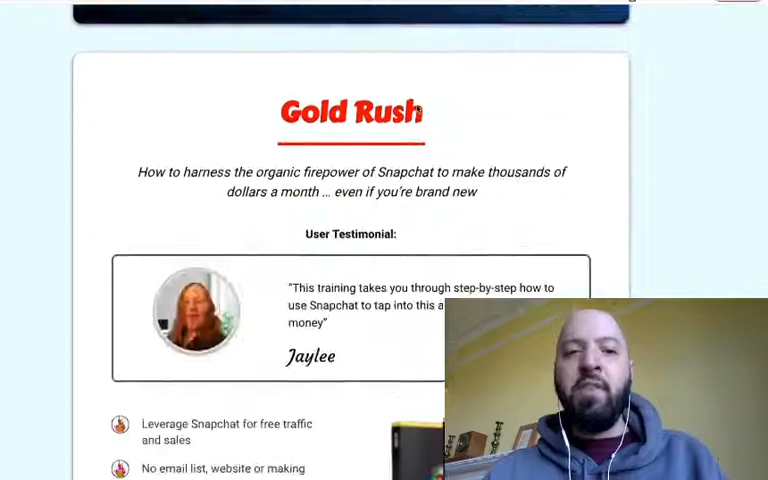 Gold Rush
How to harness the organic firepower of Snapchat to make thousands of
dollars a month ... even if you're brand new
User Testimonial:
"This training takes you through step-by-step how to
use Snapchat to tap into this a
money"
Jaylee
Leverage Snapchat for free traffic
and sales
No email list, website or making